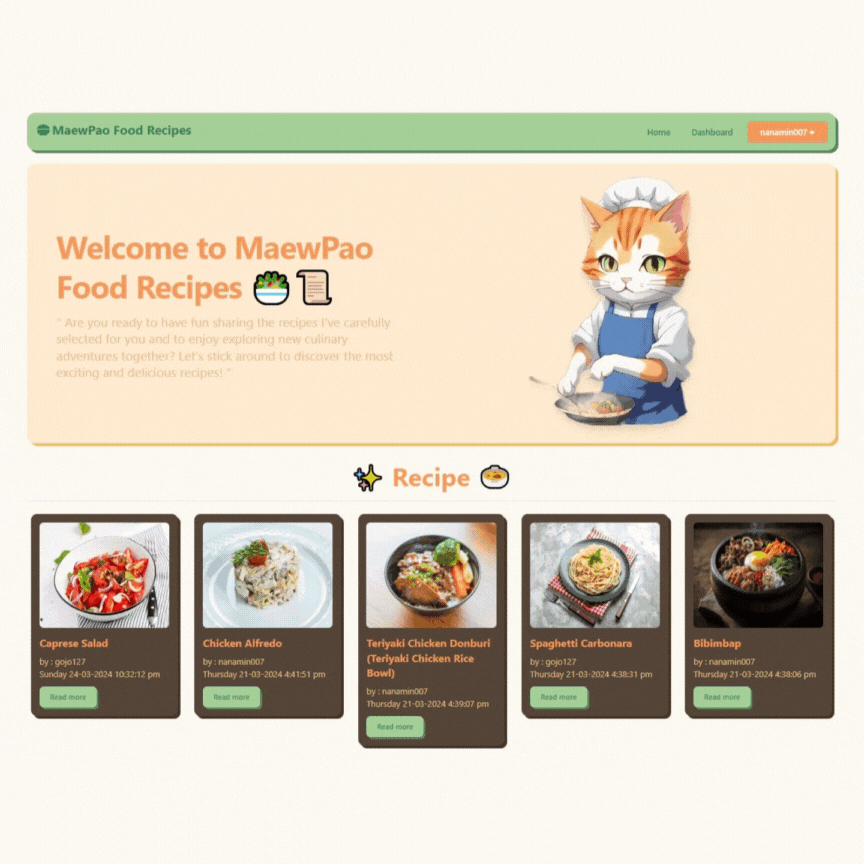 MaewPao Food Recipes
Home
Dashboard
nanamin007
Welcome to MaewPao
Food Recipes
" Are you ready to have fun sharing the recipes I've carefully
selected for you and to enjoy exploring new culinary
adventures together? Let's stick around to discover the most
exciting and delicious recipes! "
Recipe
Caprese Salad
by : gojo127
Sunday 24-03-2024 10:32:12 pm
Read more
Chicken Alfredo
by : nanamin007
Thursday 21-03-2024 4:41:51 pm
Read more
Teriyaki Chicken Donburi
(Teriyaki Chicken Rice
Bowl)
by : nanamin007
Thursday 21-03-2024 4:39:07 pm
Read more
Spaghetti Carbonara
by : gojo127
Thursday 21-03-2024 4:38:31 pm
Read more
Bibimbap
by : nanamin007
Thursday 21-03-2024 4:38:06 pm
Read more